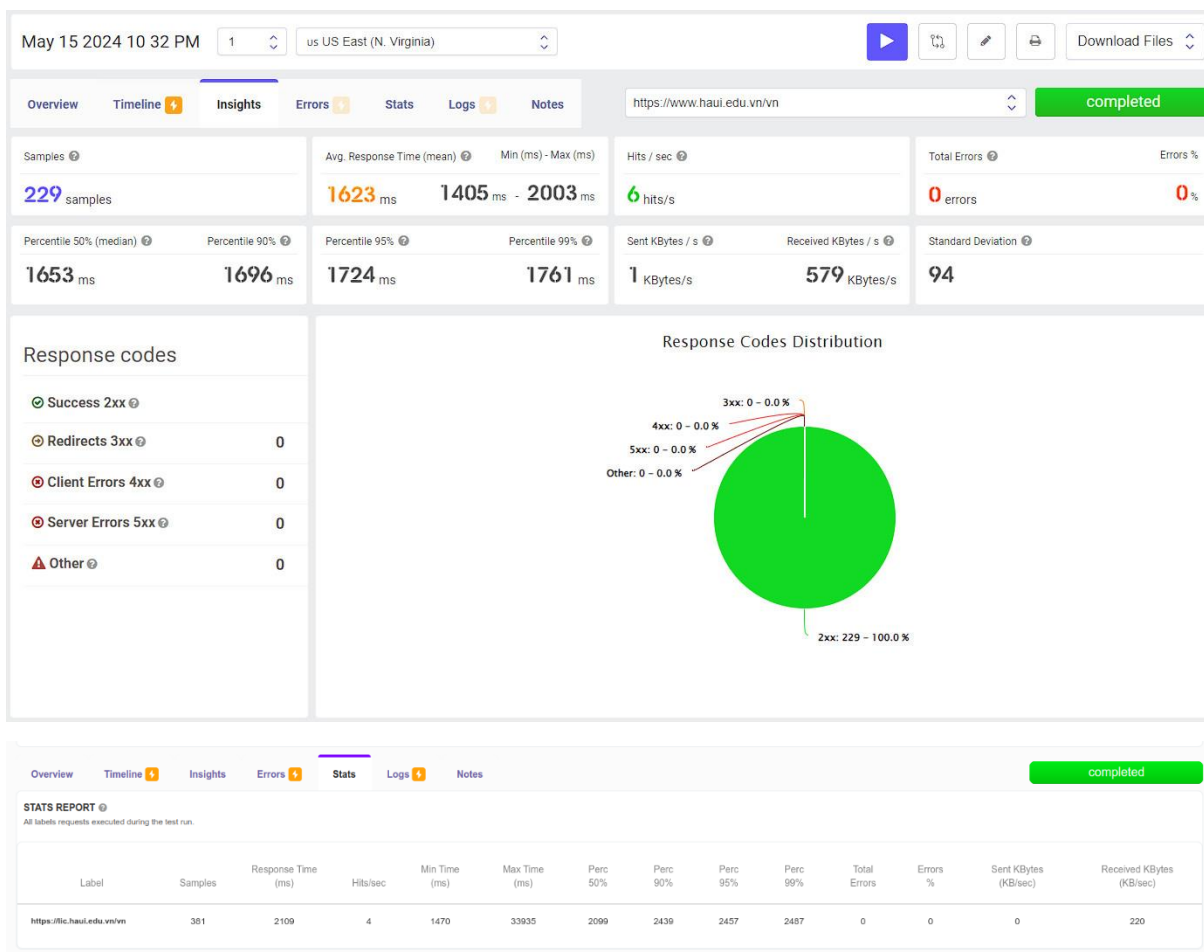 May 15 2024 10 32 PM 1 us US East (N. Virginia) Download Files
Overview Timeline Insights Errors Stats Logs Notes https://www.haui.edu.vn/vn completed
Samples Avg. Response Time (mean) Min (ms) - Max (ms) Hits / sec Total Errors Errors %
229 samples 1623 ms 1405 ms - 2003 ms 6 hits/s 0 errors 0 %
Percentile 50% (median) Percentile 90% Percentile 95% Percentile 99% Sent KBytes / s Received KBytes / s Standard Deviation
1653 ms 1696 ms 1724 ms 1761 ms 1 KBytes/s 579 KBytes/s 94
Response codes
Success 2xx
Redirects 3xx 0
Client Errors 4xx 0
Server Errors 5xx 0
Other 0
Response Codes Distribution
3xx: 0 – 0.0 %
4xx: 0 – 0.0 %
5xx: 0 – 0.0 %
Other: 0 – 0.0 %
2xx: 229 – 100.0 %
Overview Timeline Insights Errors Stats Logs Notes completed
STATS REPORT
All labels requests executed during the test run.
Label Samples Response Time (ms) Hits/sec Min Time (ms) Max Time (ms) Perc 50% Perc 90% Perc 95% Perc 99% Total Errors Errors % Sent KBytes (KB/sec) Received KBytes (KB/sec)
https://lic.haui.edu.vn/vn 381 2109 4 1470 33935 2099 2439 2457 2487 0 0 0 220